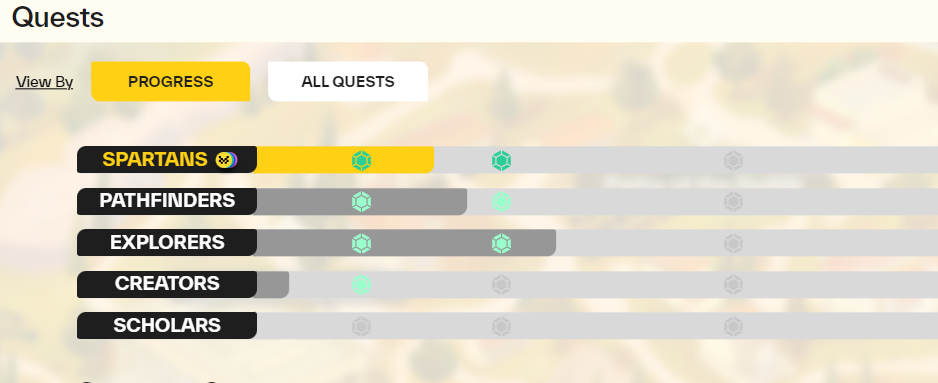 Quests
View By PROGRESS ALL QUESTS
SPARTANS
PATHFINDERS
EXPLORERS
CREATORS
SCHOLARS